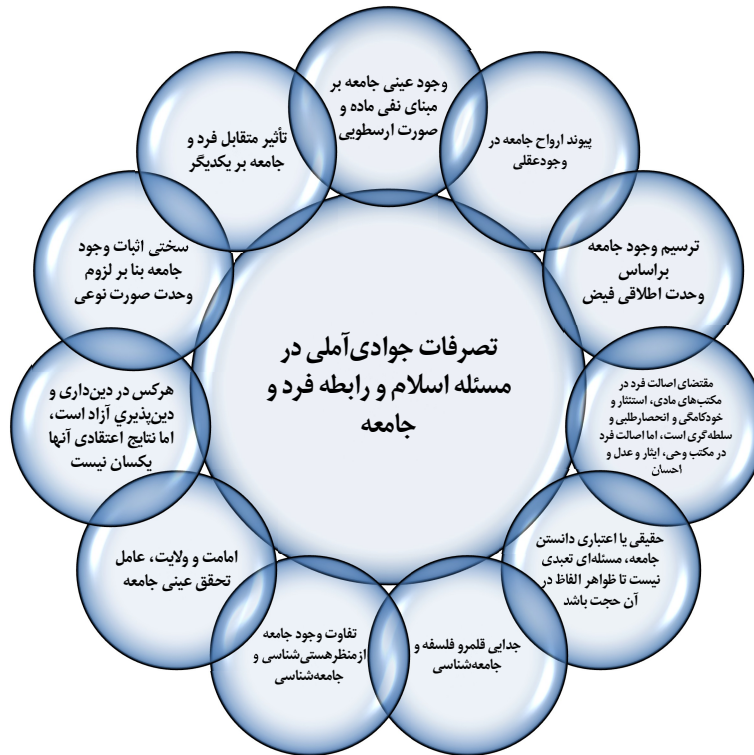 تصرفات جوادی‌آملی در
مسئله اسلام و رابطه فرد و
جامعه
وجود عینی جامعه بر
مبنای نفی ماده و
صورت ارسطویی
پیوند ارواح جامعه در
وجودعقلی
ترسیم وجود جامعه
براساس
وحدت اطلاقی فیض
مقتضای اصالت فرد در
مکتب‌های مادی، استئثار و
خودکامگی و انحصارطلبی و
سلطه‌گری است، اما اصالت فرد
در مکتب وحی، ایثار و عدل و
احسان
حقیقی یا اعتباری دانستن
جامعه، مسئله‌ای تعبدی
نیست تا ظواهر الفاظ در
آن حجت باشد
جدایی قلمرو فلسفه و
جامعه‌شناسی
تفاوت وجود جامعه
ازمنظرهستی‌شناسی و
جامعه‌شناسی
امامت و ولایت، عامل
تحقق عینی جامعه
هرکس در دین‌داری و
دین‌پذیري آزاد است،
اما نتایج اعتقادی آنها
یکسان نیست
سختی اثبات وجود
جامعه بنا بر لزوم
وحدت صورت نوعی
تأثیر متقابل فرد و
جامعه بر یکدیگر